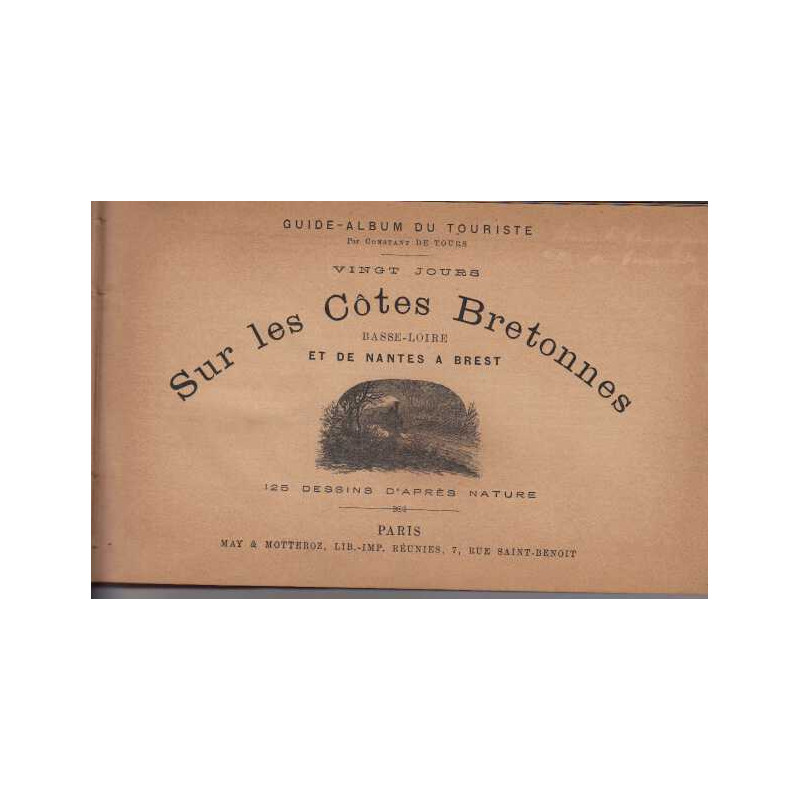 GUIDE-ALBUM DU TOURISTE
Par CONSTANT DE TOURS
VINGT JOURS
Sur les Côtes Bretonnes
BASSE-LOIRE
ET DE NANTES A BREST
125 DESSINS D'APRÈS NATURE
PARIS
MAY & MOTTEROZ, LIB.-IMP. RÉUNIES, 7, RUE SAINT-BENOIT